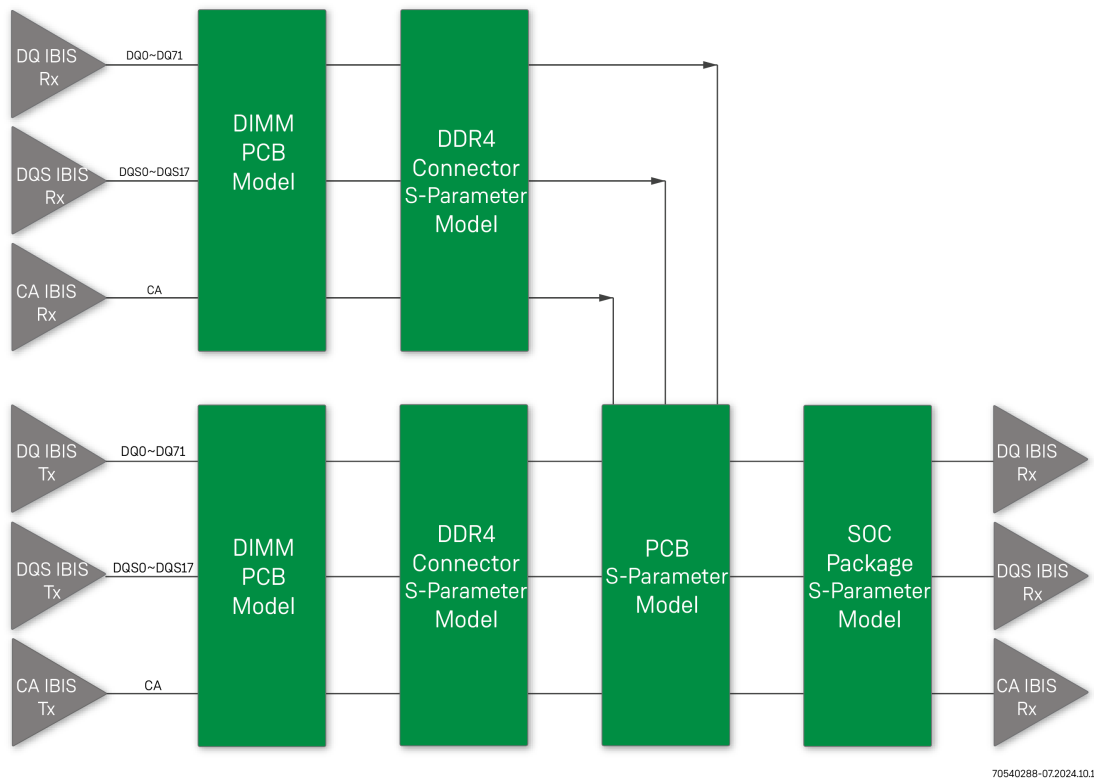 DQ IBIS
Rx
DQ0~DQ71
DQS IBIS
Rx
DQS0~DQS17
CA IBIS
Rx
CA
DIMM
PCB
Model
DDR4
Connector
S-Parameter
Model
DQ IBIS
Tx
DQ0~DQ71
DQS IBIS
Tx
DQS0~DQS17
CA IBIS
Tx
CA
DIMM
PCB
Model
DDR4
Connector
S-Parameter
Model
PCB
S-Parameter
Model
SOC
Package
S-Parameter
Model
DQ IBIS
Rx
DQS IBIS
Rx
CA IBIS
Rx
70540288-07.2024.10.1